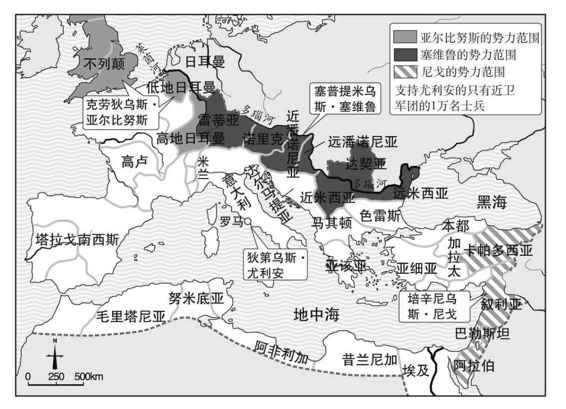 亚尔比努斯的势力范围
塞维鲁的势力范围
尼戈的势力范围
支持尤利安的只有近卫
军团的1万名士兵
不列颠
莱茵河
日耳曼
低地日耳曼
克劳狄乌斯·
亚尔比努斯
高地日耳曼
雷蒂亚
诺里克
多瑙河
塞普提米乌
斯·塞维鲁
近潘诺尼亚
远潘诺尼亚
达契亚
多瑙河
高卢
米兰
意大利
达尔马提亚
近米西亚
远米西亚
黑海
塔拉戈南西斯
罗马
马其顿
色雷斯
本都
加拉太
卡帕多西亚
狄第乌斯·
尤利安
亚该亚
亚细亚
培辛尼乌
斯·尼戈
叙利亚
努米底亚
毛里塔尼亚
地中海
巴勒斯坦
阿非利加
昔兰尼加
埃及
阿拉伯
N
0 250 500km